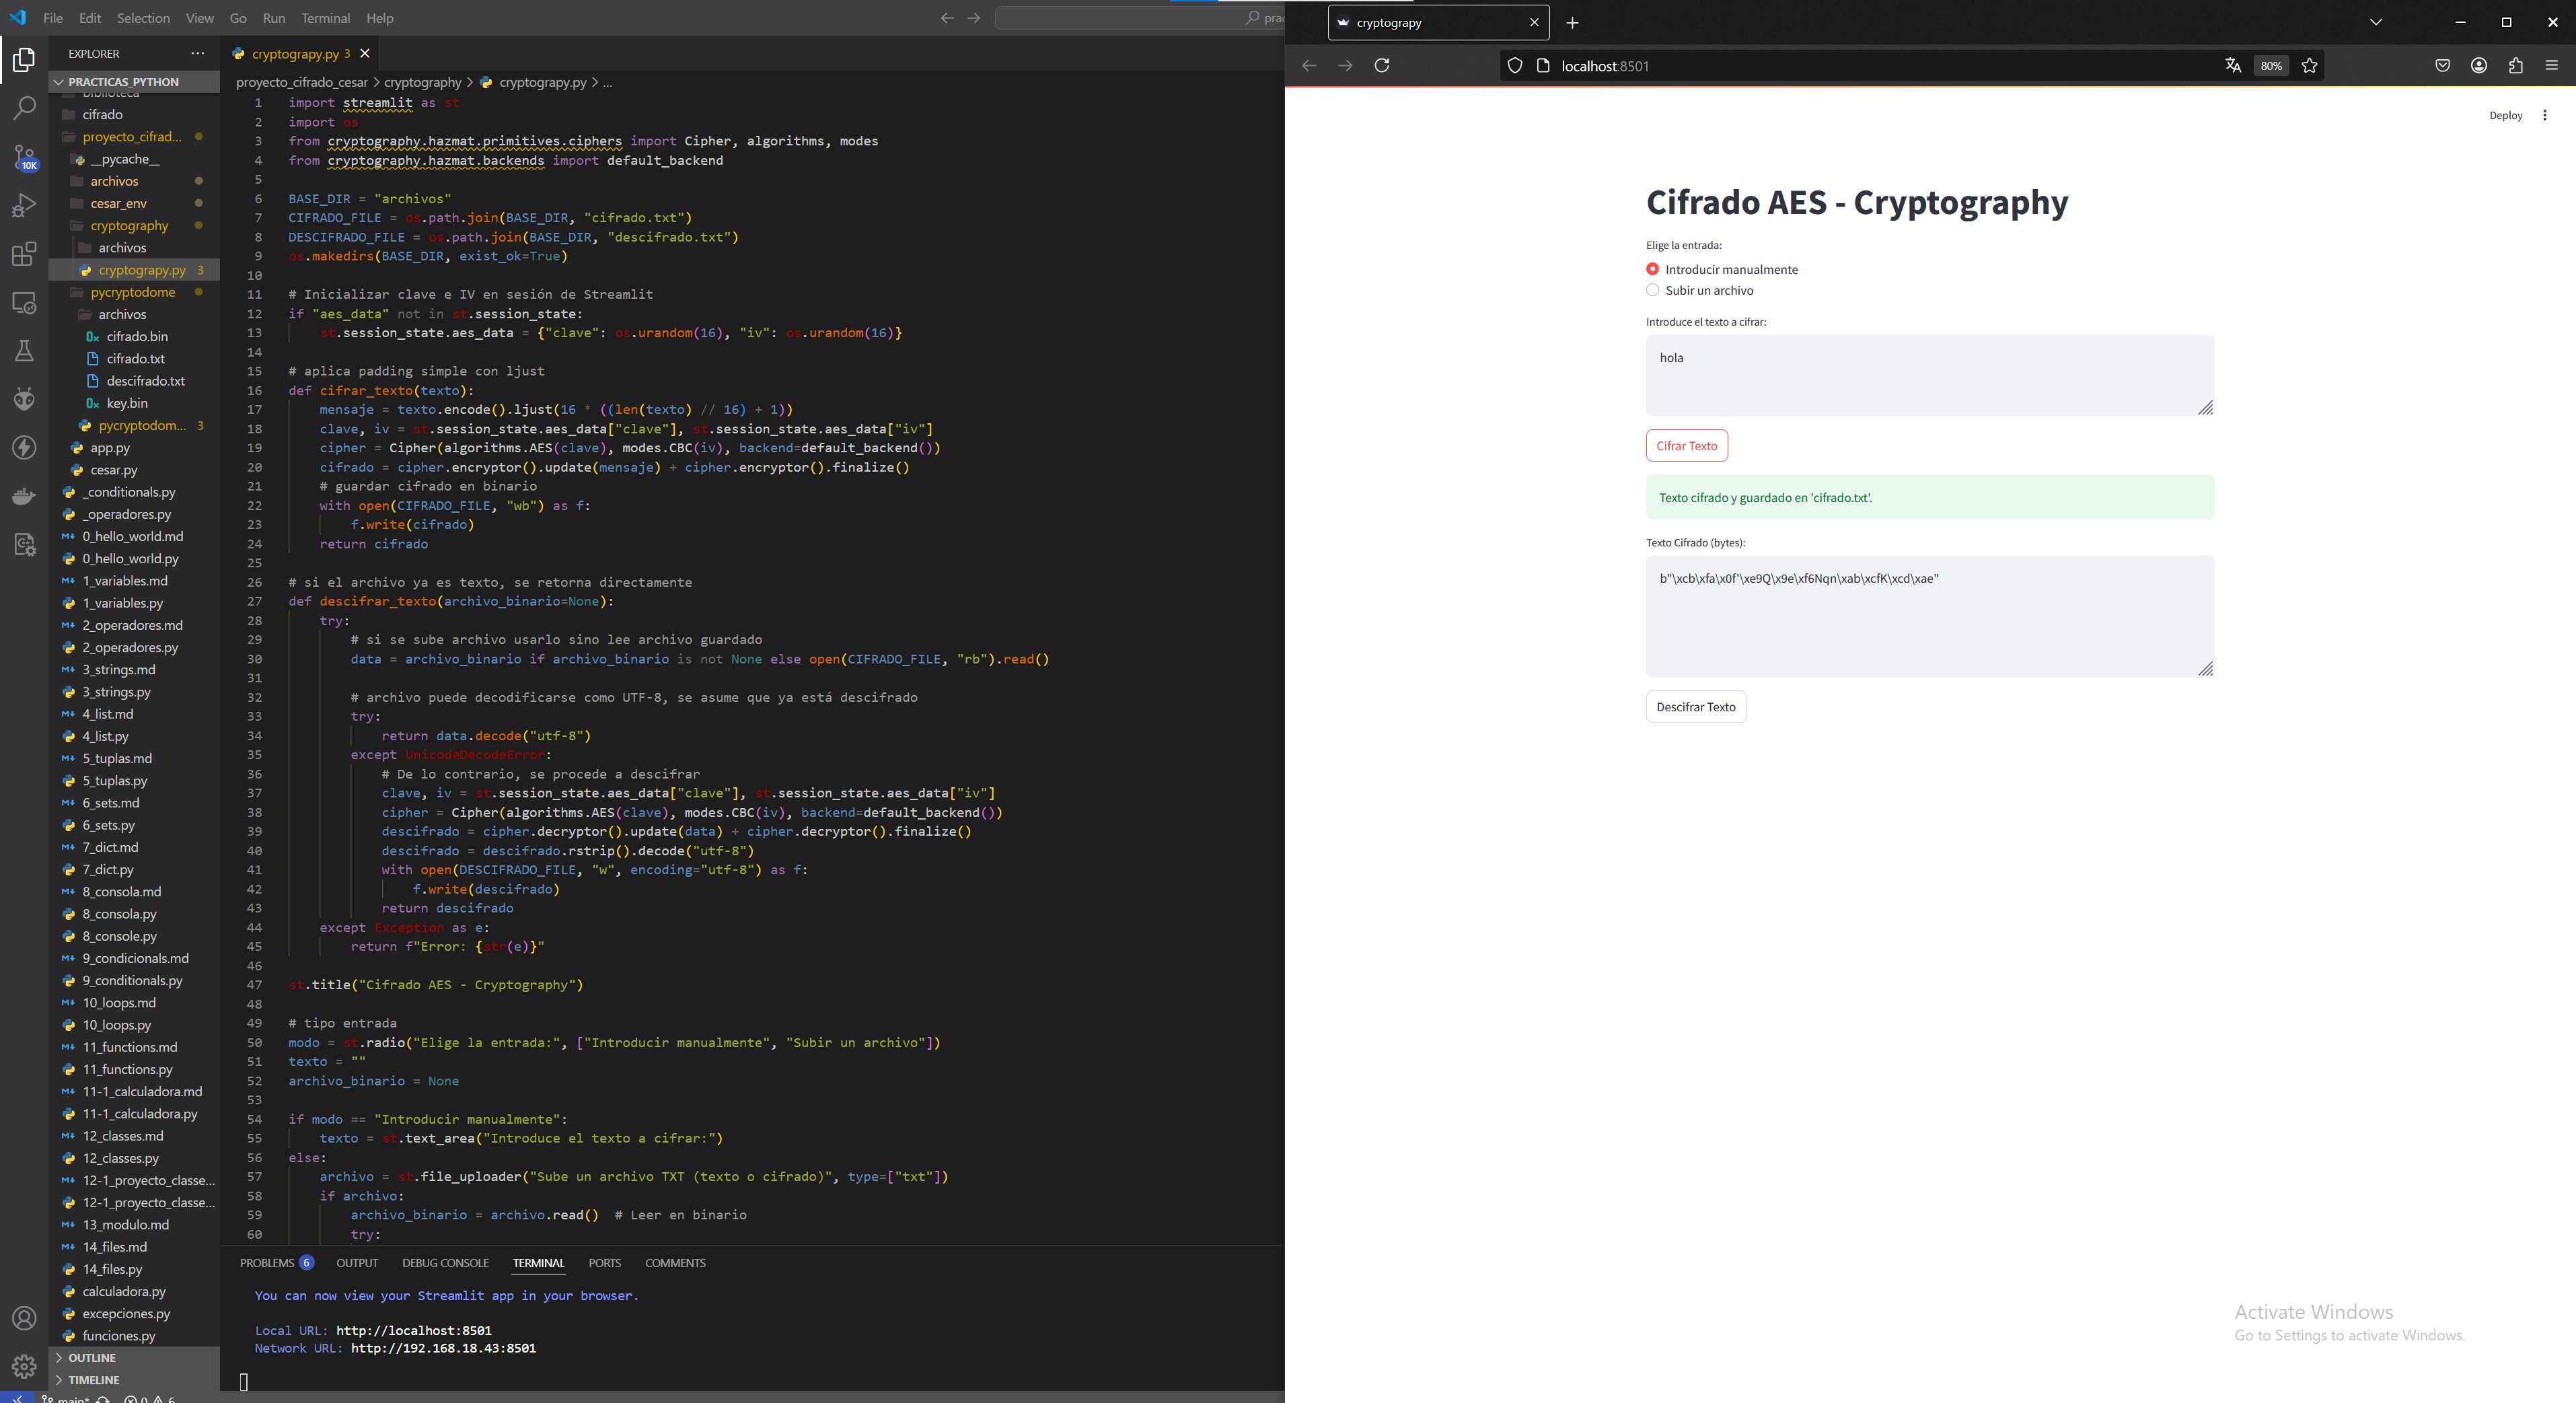 File Edit Selection View Go Run Terminal Help
EXPLORER
PRACTICAS_PYTHON
biblioteca
cifrado
proyecto_cifrad...
__pycache__
archivos
cesar_env
cryptography
archivos
cryptograpy.py 3
pycryptodome
archivos
cifrado.bin
cifrado.txt
descifrado.txt
key.bin
pycryptodom... 3
app.py
cesar.py
_conditionals.py
_operadores.py
0_hello_world.md
0_hello_world.py
1_variables.md
1_variables.py
2_operadores.md
2_operadores.py
3_strings.md
3_strings.py
4_list.md
4_list.py
5_tuplas.md
5_tuplas.py
6_sets.md
6_sets.py
7_dict.md
7_dict.py
8_consola.md
8_consola.py
8_console.py
9_condicionals.md
9_conditionals.py
10_loops.md
10_loops.py
11_functions.md
11_functions.py
11-1_calculadora.md
11-1_calculadora.py
12_classes.md
12_classes.py
12-1_proyecto_classe...
12-1_proyecto_classe...
13_modulo.md
14_files.md
14_files.py
calculadora.py
excepciones.py
funciones.py
OUTLINE
TIMELINE
10K
main*
0 6
prac
cryptograpy.py 3
proyecto_cifrado_cesar > cryptography > cryptograpy.py > ...
1 import streamlit as st
2 import os
3 from cryptography.hazmat.primitives.ciphers import Cipher, algorithms, modes
4 from cryptography.hazmat.backends import default_backend
5
6 BASE_DIR = "archivos"
7 CIFRADO_FILE = os.path.join(BASE_DIR, "cifrado.txt")
8 DESCIFRADO_FILE = os.path.join(BASE_DIR, "descifrado.txt")
9 os.makedirs(BASE_DIR, exist_ok=True)
10
11 # Inicializar clave e IV en sesión de Streamlit
12 if "aes_data" not in st.session_state:
13 st.session_state.aes_data = {"clave": os.urandom(16), "iv": os.urandom(16)}
14
15 # aplica padding simple con ljust
16 def cifrar_texto(texto):
17 mensaje = texto.encode().ljust(16 * ((len(texto) // 16) + 1))
18 clave, iv = st.session_state.aes_data["clave"], st.session_state.aes_data["iv"]
19 cipher = Cipher(algorithms.AES(clave), modes.CBC(iv), backend=default_backend())
20 cifrado = cipher.encryptor().update(mensaje) + cipher.encryptor().finalize()
21 # guardar cifrado en binario
22 with open(CIFRADO_FILE, "wb") as f:
23 f.write(cifrado)
24 return cifrado
25
26 # si el archivo ya es texto, se retorna directamente
27 def descifrar_texto(archivo_binario=None):
28 try:
29 # si se sube archivo usarlo sino lee archivo guardado
30 data = archivo_binario if archivo_binario is not None else open(CIFRADO_FILE, "rb").read()
31
32 # archivo puede decodificarse como UTF-8, se asume que ya está descifrado
33 try:
34 return data.decode("utf-8")
35 except UnicodeDecodeError:
36 # De lo contrario, se procede a descifrar
37 clave, iv = st.session_state.aes_data["clave"], st.session_state.aes_data["iv"]
38 cipher = Cipher(algorithms.AES(clave), modes.CBC(iv), backend=default_backend())
39 descifrado = cipher.decryptor().update(data) + cipher.decryptor().finalize()
40 descifrado = descifrado.rstrip().decode("utf-8")
41 with open(DESCIFRADO_FILE, "w", encoding="utf-8") as f:
42 f.write(descifrado)
43 return descifrado
44 except Exception as e:
45 return f"Error: {str(e)}"
46
47 st.title("Cifrado AES - Cryptography")
48
49 # tipo entrada
50 modo = st.radio("Elige la entrada:", ["Introducir manualmente", "Subir un archivo"])
51 texto = ""
52 archivo_binario = None
53
54 if modo == "Introducir manualmente":
55 texto = st.text_area("Introduce el texto a cifrar:")
56 else:
57 archivo = st.file_uploader("Sube un archivo TXT (texto o cifrado)", type=["txt"])
58 if archivo:
59 archivo_binario = archivo.read() # Leer en binario
60 try:
PROBLEMS 6 OUTPUT DEBUG CONSOLE TERMINAL PORTS COMMENTS
You can now view your Streamlit app in your browser.
Local URL: http://localhost:8501
Network URL: http://192.168.18.43:8501
cryptograpy
localhost:8501
80%
Deploy
Cifrado AES - Cryptography
Elige la entrada:
Introducir manualmente
Subir un archivo
Introduce el texto a cifrar:
hola
Cifrar Texto
Texto cifrado y guardado en 'cifrado.txt'.
Texto Cifrado (bytes):
b"\xcb\xfa\x0f'\xe9Q\x9e\xf6Nqn\xab\xcfK\xcd\xae"
Descifrar Texto
Activate Windows
Go to Settings to activate Windows.